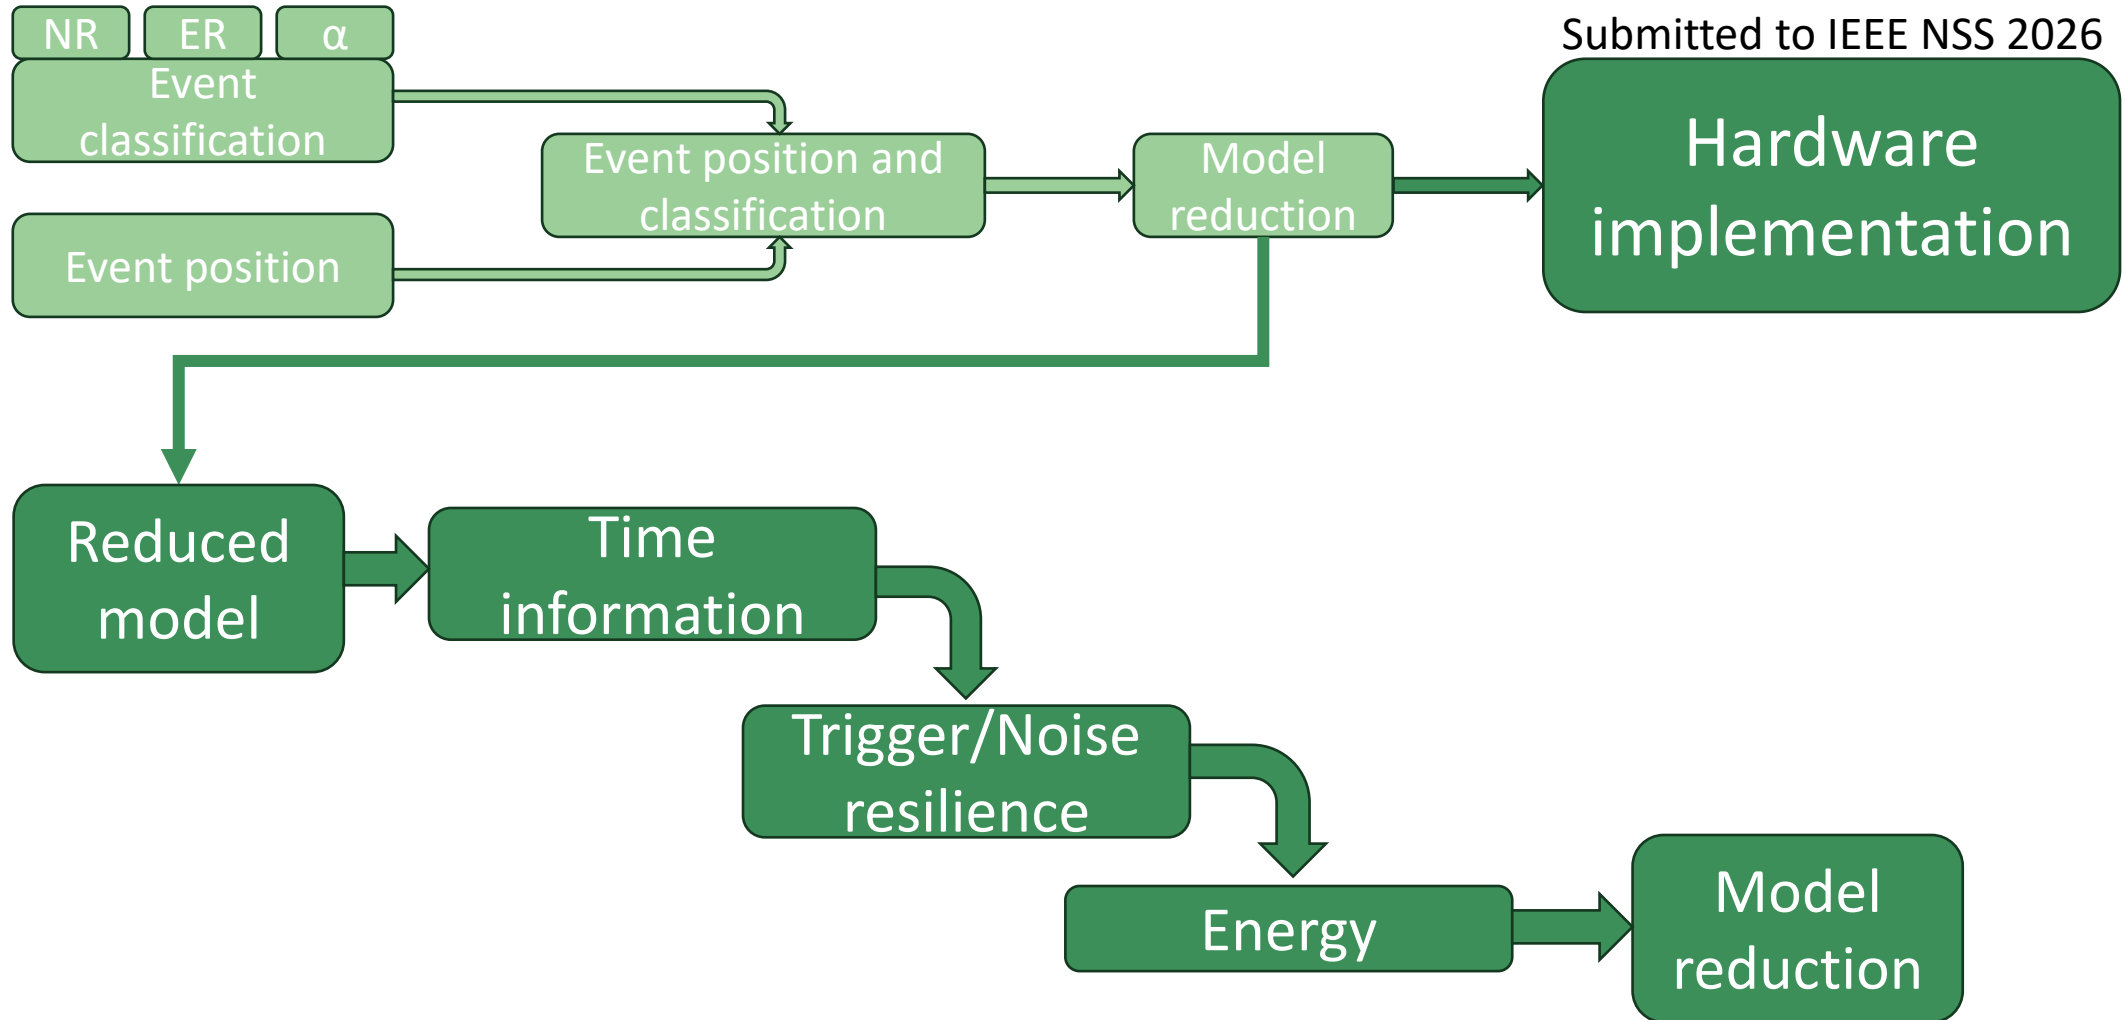 NR
ER
α
Submitted to IEEE NSS 2026
Event
classification
Event position
Event position and
classification
Model
reduction
Hardware
implementation
Reduced
model
Time
information
Trigger/Noise
resilience
Energy
Model
reduction